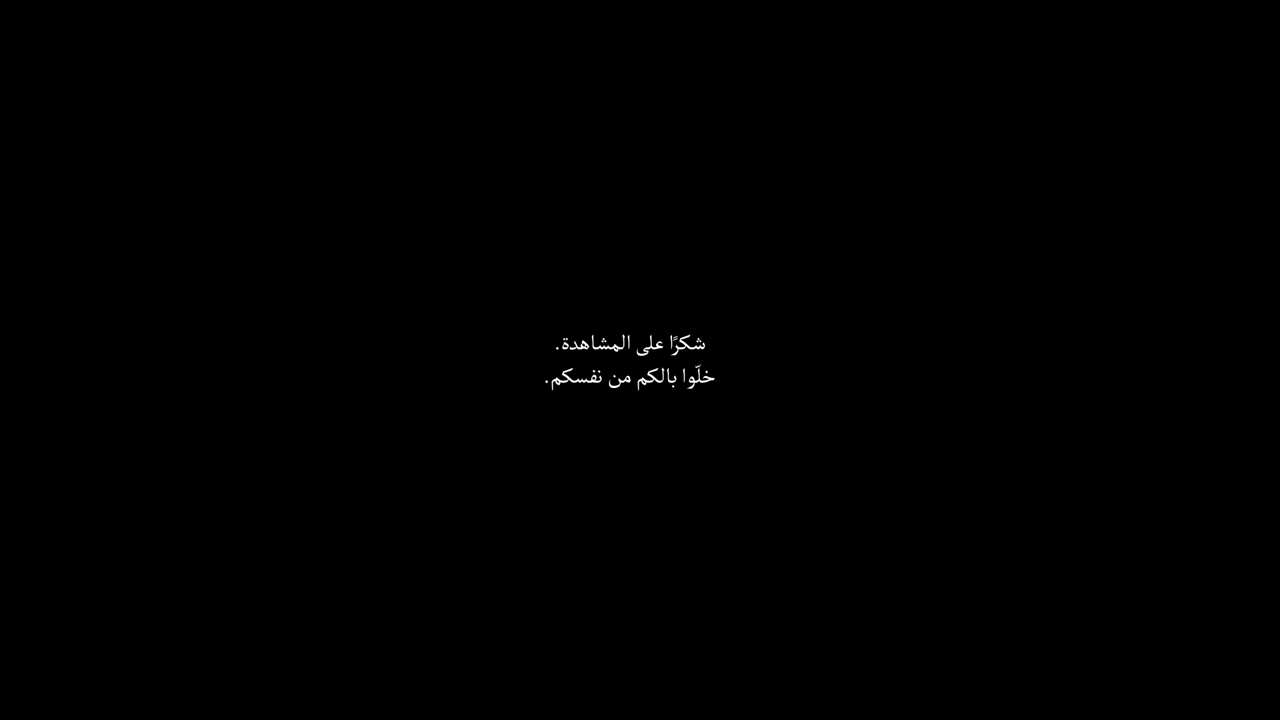 شكرًا على المشاهدة.
خلّوا بالكم من نفسكم.